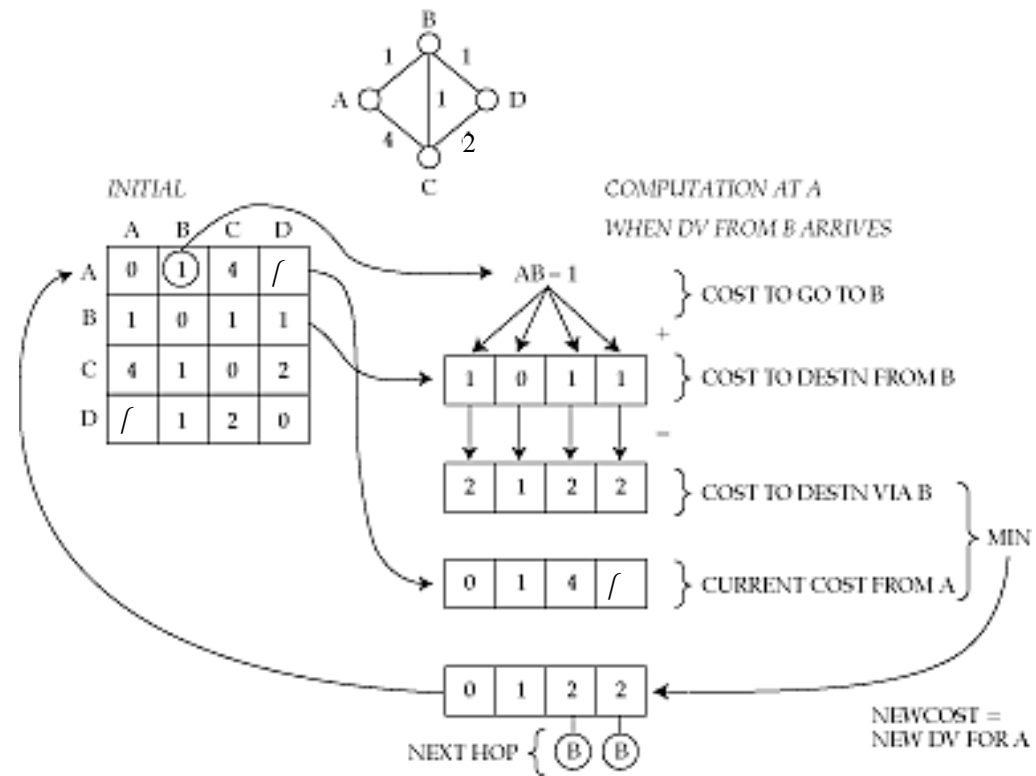 B
1 1
A 1 D
4 2
C
INITIAL
COMPUTATION AT A
WHEN DV FROM B ARRIVES
A B C D
A 0 1 4 ⌠
B 1 0 1 1
C 4 1 0 2
D ⌠ 1 2 0
AB – 1
} COST TO GO TO B
+
1 0 1 1 } COST TO DESTN FROM B
–
2 1 2 2 } COST TO DESTN VIA B
} MIN
0 1 4 ⌠ } CURRENT COST FROM A
0 1 2 2
NEWCOST =
NEW DV FOR A
NEXT HOP { B B